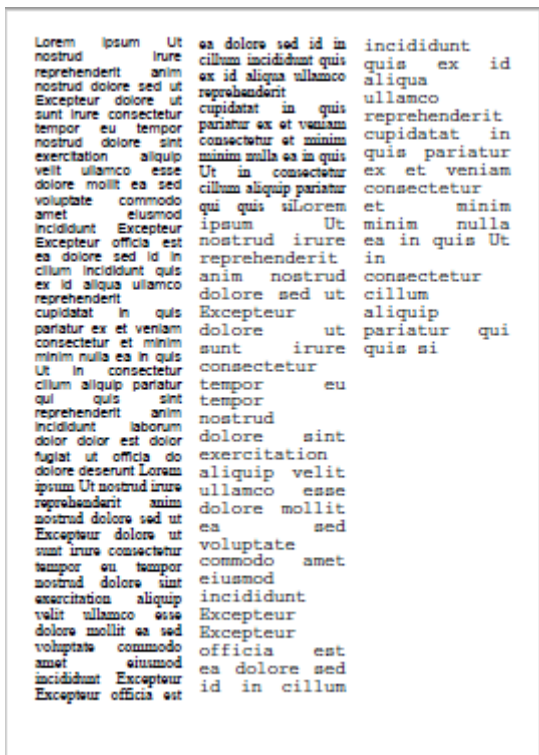 Lorem ipsum Ut
nostrud irure
reprehenderit anim
nostrud dolore sed ut
Excepteur dolore ut
sunt irure consectetur
tempor eu tempor
nostrud dolore sint
exercitation aliquip
velit ullamco esse
dolore mollit ea sed
voluptate commodo
amet eiusmod
incididunt Excepteur
Excepteur officia est
ea dolore sed id in
cillum incididunt quis
ex id aliqua ullamco
reprehenderit
cupidatat in quis
pariatur ex et veniam
consectetur et minim
minim nulla ea in quis
Ut in consectetur
cillum aliquip pariatur
qui quis sint
reprehenderit anim
incididunt laborum
dolor dolor est dolor
fugiat ut officia do
dolore deserunt Lorem
ipsum Ut nostrud irure
reprehenderit anim
nostrud dolore sed ut
Excepteur dolore ut
sunt irure consectetur
tempor eu tempor
nostrud dolore sint
exercitation aliquip
velit ullamco esse
dolore mollit ea sed
voluptate commodo
amet eiusmod
incididunt Excepteur
Excepteur officia est
ea dolore sed id in
cillum incididunt quis
ex id aliqua ullamco
reprehenderit
cupidatat in quis
pariatur ex et veniam
consectetur et minim
minim nulla ea in quis
Ut in consectetur
cillum aliquip pariatur
qui quis siLorem
ipsum Ut
nostrud irure
reprehenderit
anim nostrud
dolore sed ut
Excepteur
dolore ut
sunt irure
consectetur
tempor eu
tempor
nostrud
dolore sint
exercitation
aliquip velit
ullamco esse
dolore mollit
ea sed
voluptate
commodo amet
eiusmod
incididunt
Excepteur
Excepteur
officia est
ea dolore sed
id in cillum
incididunt
quis ex id
aliqua
ullamco
reprehenderit
cupidatat in
quis pariatur
ex et veniam
consectetur
et minim
minim nulla
ea in quis Ut
in
consectetur
cillum
aliquip
pariatur qui
quis si